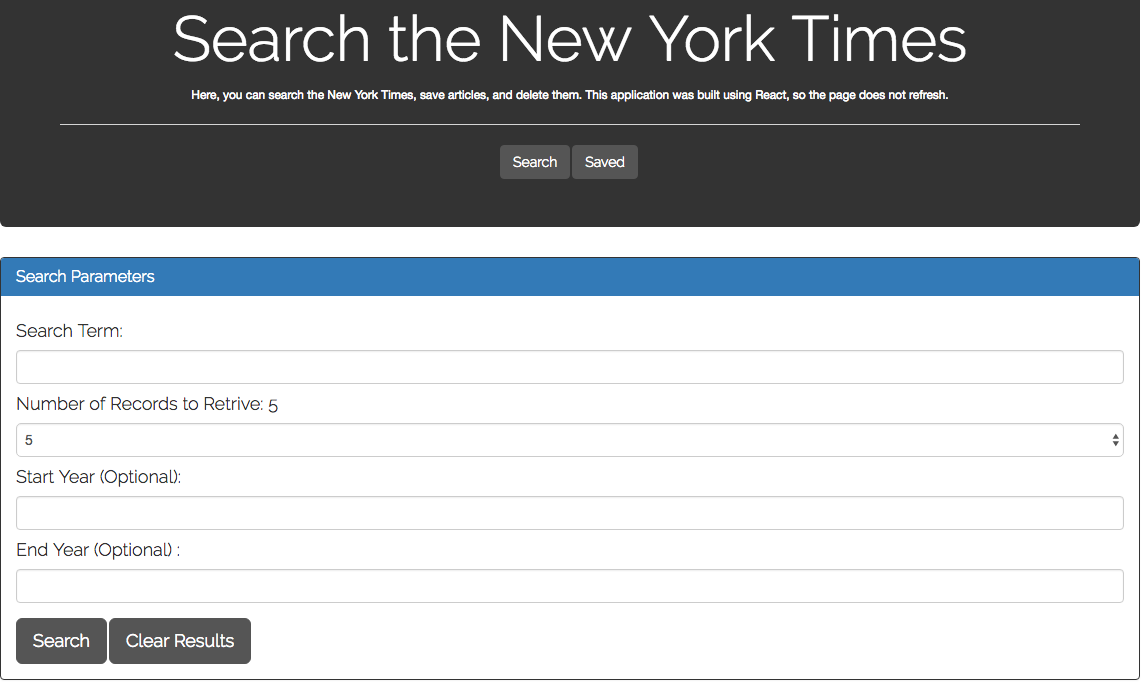 Search the New York Times
Here, you can search the New York Times, save articles, and delete them. This application was built using React, so the page does not refresh.
Search Saved
Search Parameters
Search Term:
Number of Records to Retrive: 5
5
Start Year (Optional):
End Year (Optional) :
Search Clear Results